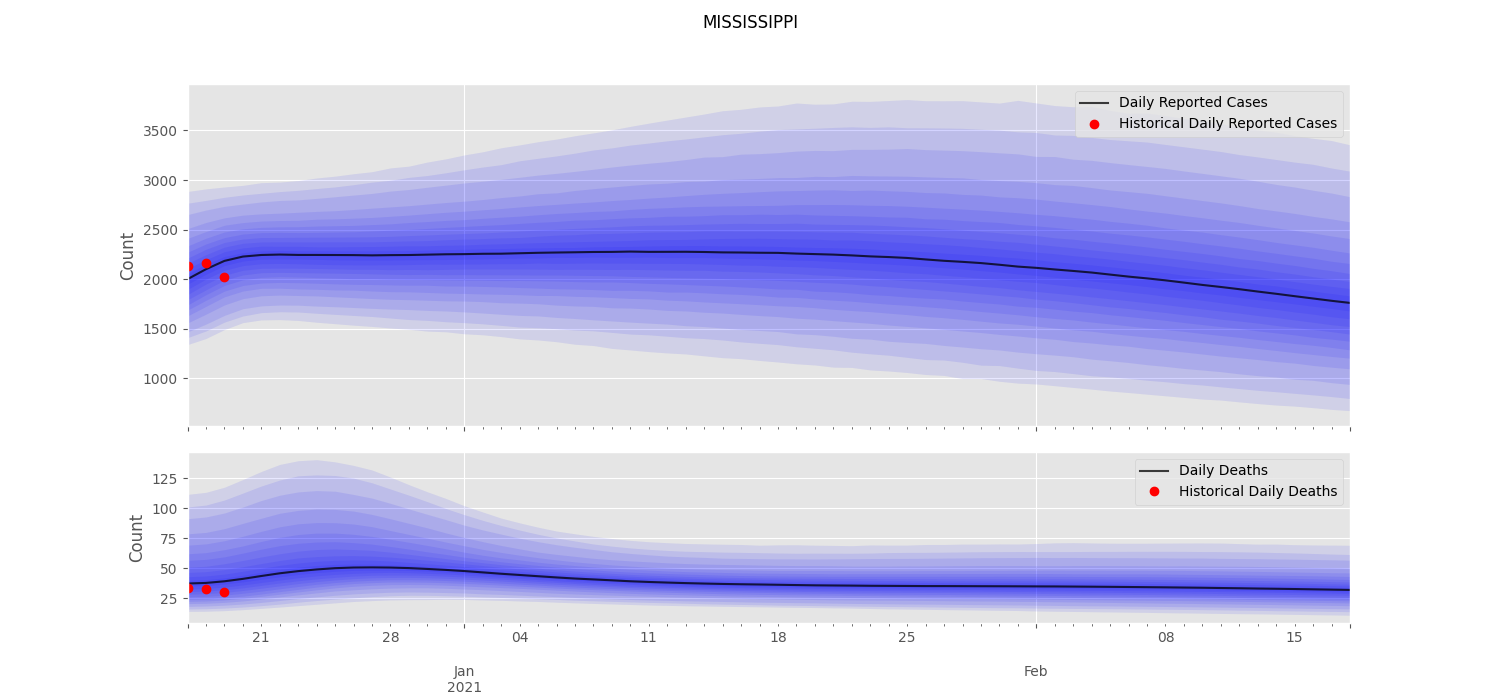 MISSISSIPPI
Daily Reported Cases
Historical Daily Reported Cases
3500
3000
2500
2000
1500
1000
Count
Daily Deaths
Historical Daily Deaths
125
100
75
50
25
Count
21 28 04 11 18 25 08 15
Jan Feb
2021